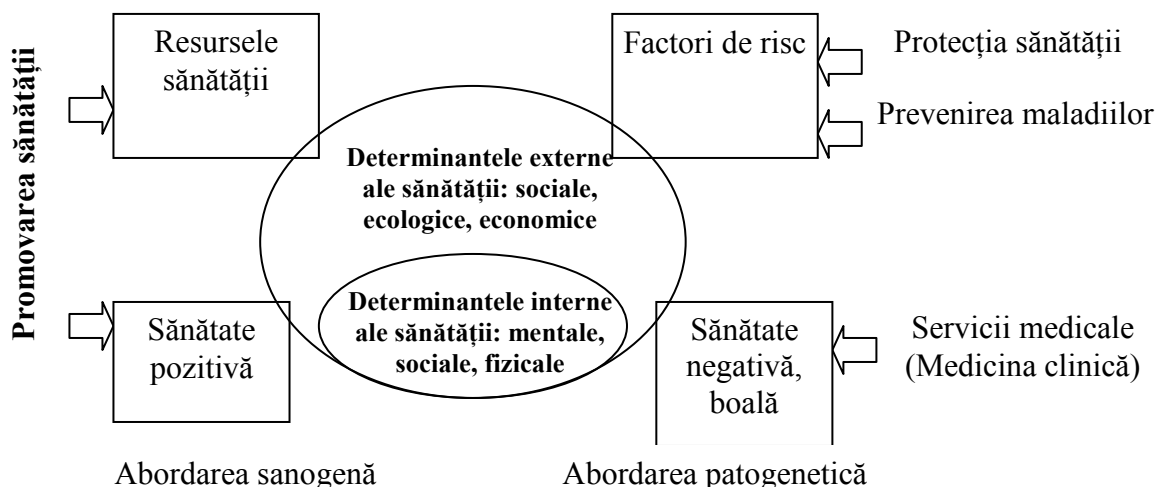 Promovarea sănătății
Resursele
sănătății
Factori de risc
Protecția sănătății
Prevenirea maladiilor
Determinantele externe
ale sănătății: sociale,
ecologice, economice
Determinantele interne
ale sănătății: mentale,
sociale, fizicale
Sănătate
pozitivă
Sănătate
negativă,
boală
Servicii medicale
(Medicina clinică)
Abordarea sanogenă
Abordarea patogenetică